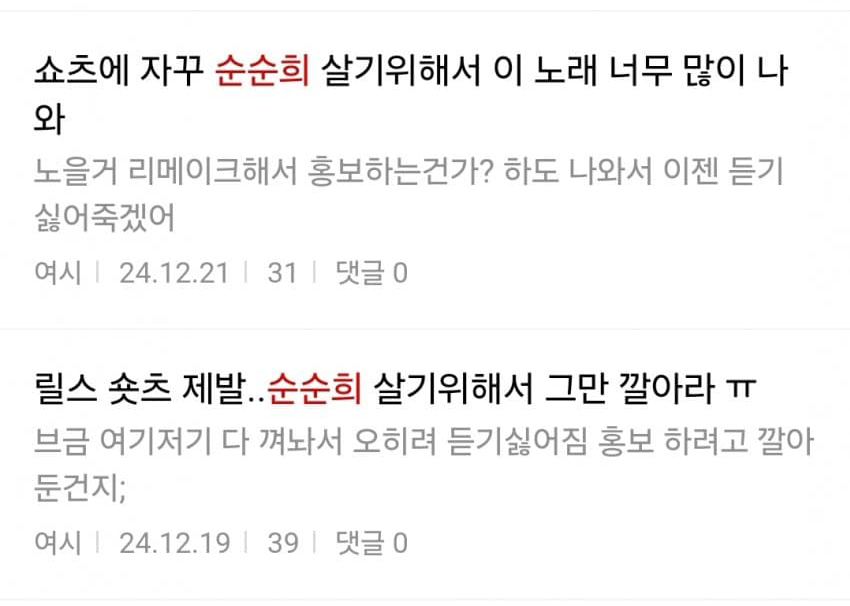 쇼츠에 자꾸 순순희 살기위해서 이 노래 너무 많이 나
와
노을거 리메이크해서 홍보하는건가? 하도 나와서 이젠 듣기
싫어죽겠어
여시 | 24.12.21 | 31 | 댓글 0
릴스 숏츠 제발..순순희 살기위해서 그만 깔아라 ㅠ
브금 여기저기 다 껴놔서 오히려 듣기싫어짐 홍보 하려고 깔아
둔건지;
여시 | 24.12.19 | 39 | 댓글 0